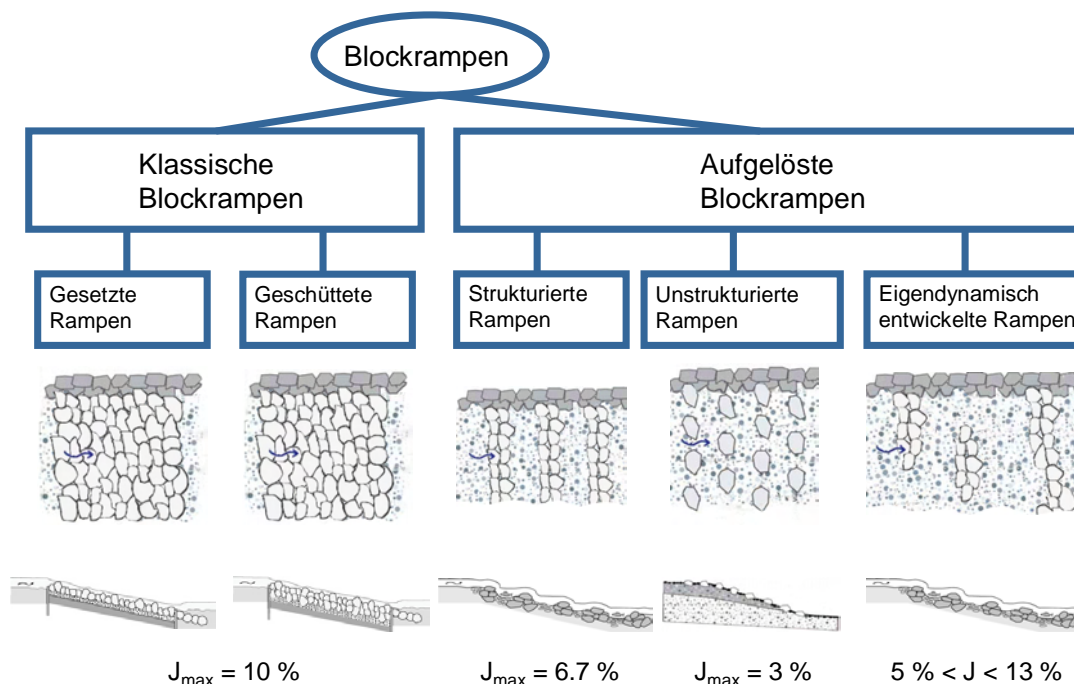 Blockrampen
Klassische
Blockrampen
Aufgelöste
Blockrampen
Gesetzte
Rampen
Geschüttete
Rampen
Strukturierte
Rampen
Unstrukturierte
Rampen
Eigendynamisch
entwickelte Rampen
Jmax = 10 %
Jmax = 6.7 %
Jmax = 3 %
5 % < J < 13 %